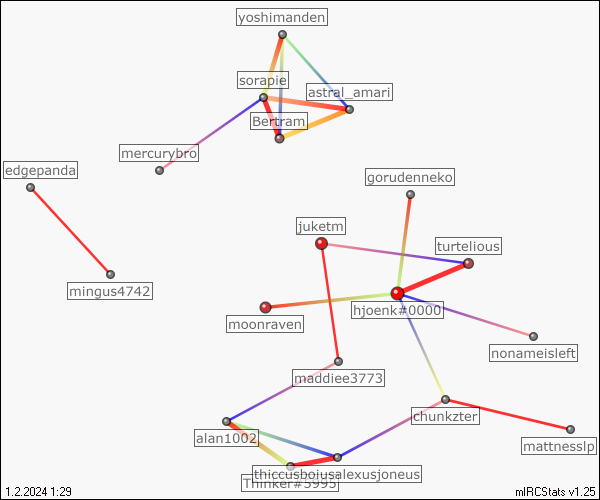 yoshimanden
sorapie
astral_amari
Bertram
mercurybro
edgepanda
gorudenneko
juketm
turtelious
mingus4742
hjoenk#0000
moonraven
nonameisleft
maddiee3773
chunkzter
alan1002
mattnesslp
thiccusboiusalexusjoneus
Thinker#5995
1.2.2024 1:29
mIRCStats v1.25